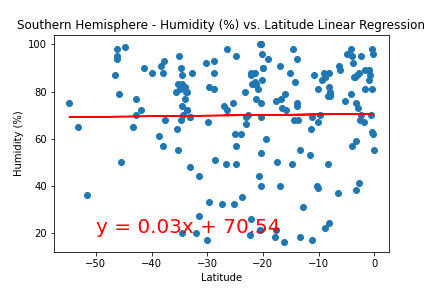 Southern Hemisphere - Humidity (%) vs. Latitude Linear Regression
100
80
60
40
20
Humidity (%)
y = 0.03x + 70.54
−50 −40 −30 −20 −10 0
Latitude